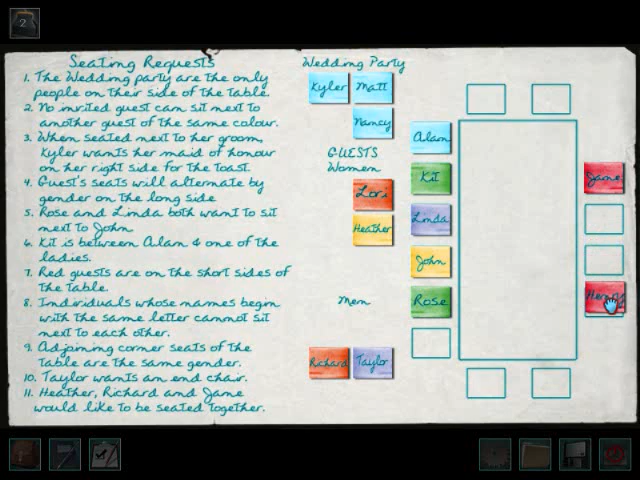 2
Seating Requests
1. The Wedding party are the only
people on their side of the table.
2. No invited guest can sit next to
another guest of the same colour.
3. When seated next to her groom,
Kyler wants her maid of honour
on her right side for the toast.
4. Guest's seats will alternate by
gender on the long side
5. Rose and Linda both want to sit
next to John
6. Kit is between Alan & one of the
ladies.
7. Red guests are on the short sides of
the table
8. Individuals whose names begin
with the same letter cannot sit
next to each other.
9. Adjoining corner seats of the
table are the same gender.
10. Taylor wants an end chair.
11. Heather, Richard and Jane
would like to be seated together.
Wedding Party
Kyler
Matt
Nancy
GUESTS
Women
Lori
Heather
Men
Richard
Taylor
Alan
Kit
Linda
John
Rose
Jane
Henry